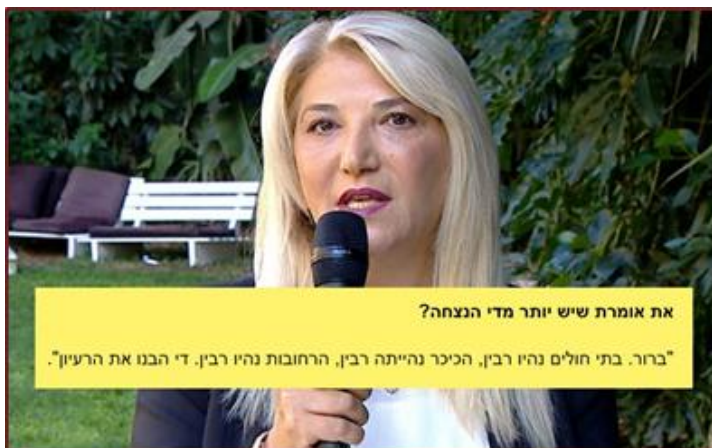 את אומרת שיש יותר מדי הנצחה?
"ברור. בתי חולים נהיו רבין, הכיכר נהייתה רבין, הרחובות נהיו רבין. די הבנו את הרעיון".